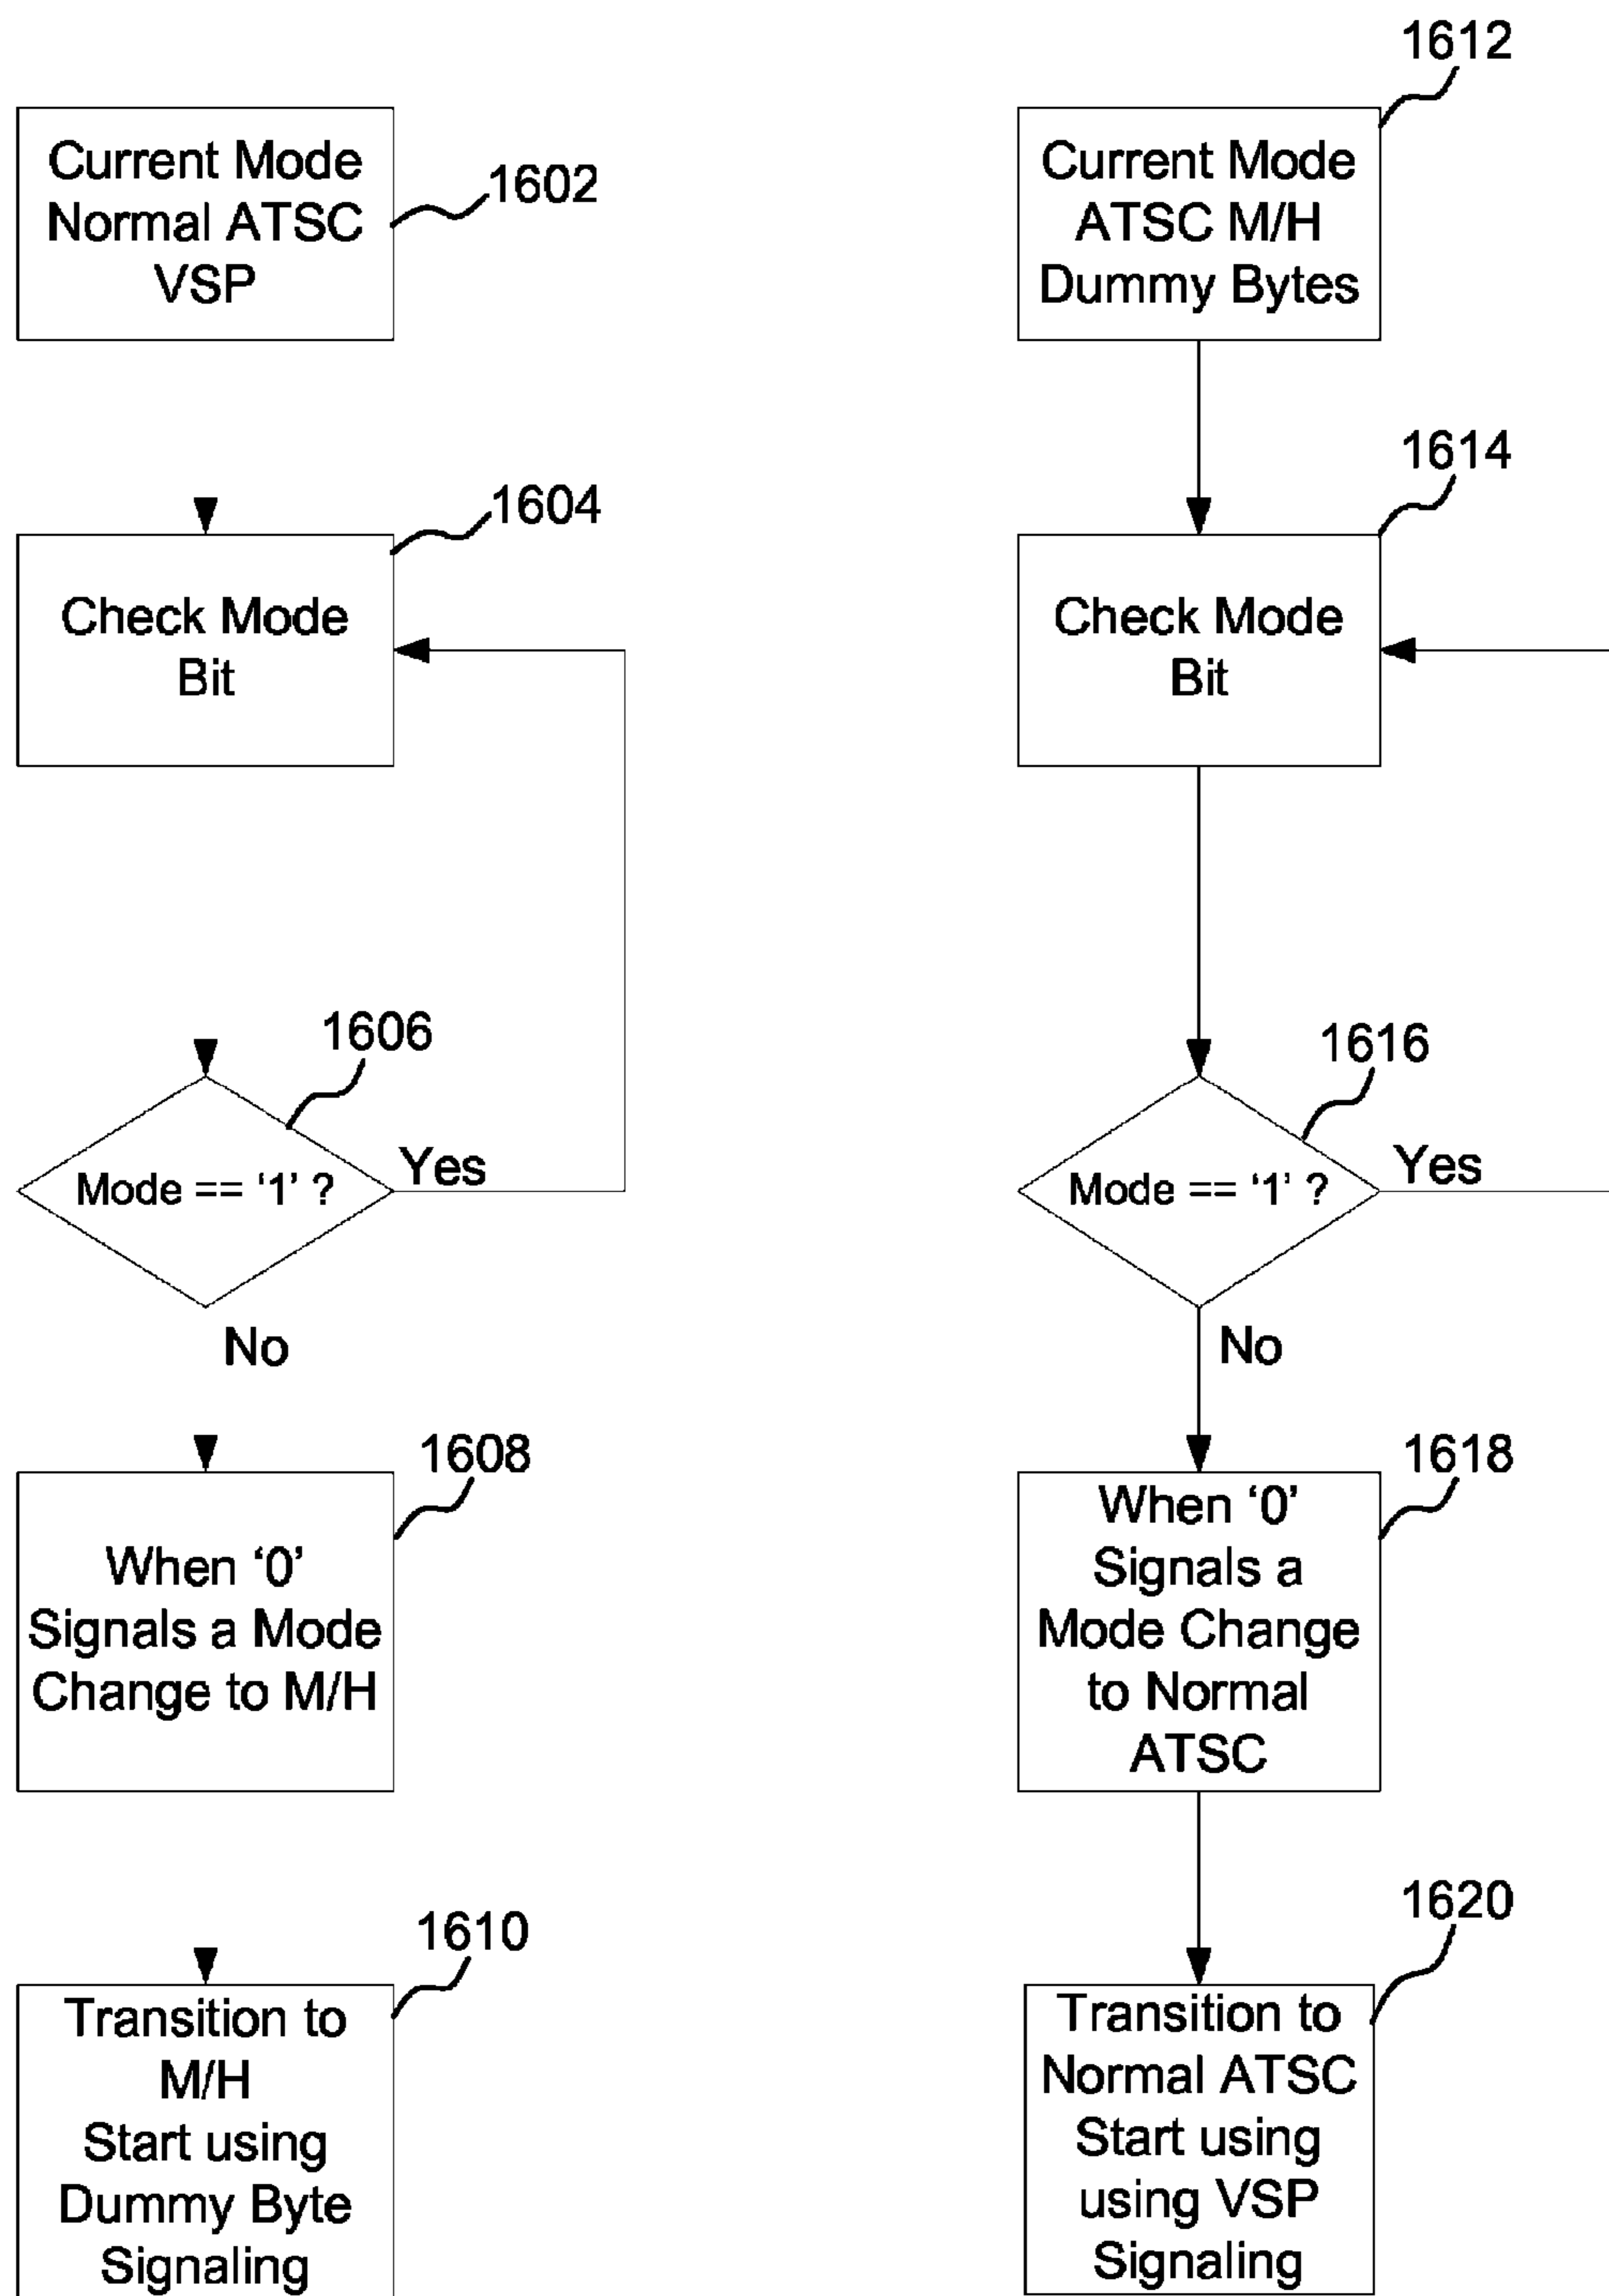 Current Mode
Normal ATSC
VSP
1602
1604
Check Mode
Bit
1606
Mode == ‘1’ ?
Yes
No
1608
When ‘0’
Signals a Mode
Change to M/H
1610
Transition to
M/H
Start using
Dummy Byte
Signaling
1612
Current Mode
ATSC M/H
Dummy Bytes
1614
Check Mode
Bit
1616
Mode == ‘1’ ?
Yes
No
1618
When ‘0’
Signals a
Mode Change
to Normal
ATSC
1620
Transition to
Normal ATSC
Start using
using VSP
Signaling